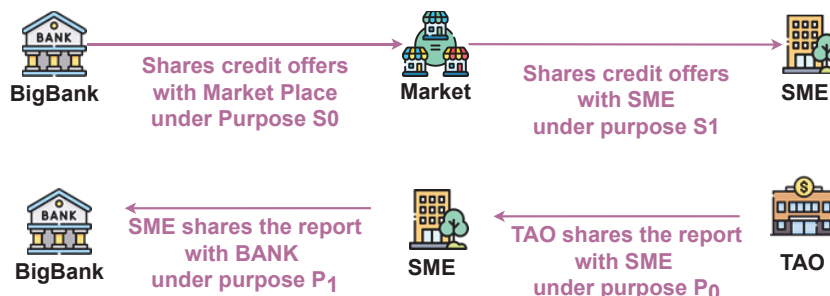 BANK
BigBank
Shares credit offers
with Market Place
under Purpose S0
Market
Shares credit offers
with SME
under purpose S1
SME
BANK
BigBank
SME shares the report
with BANK
under purpose P1
SME
TAO shares the report
with SME
under purpose P0
$
TAO